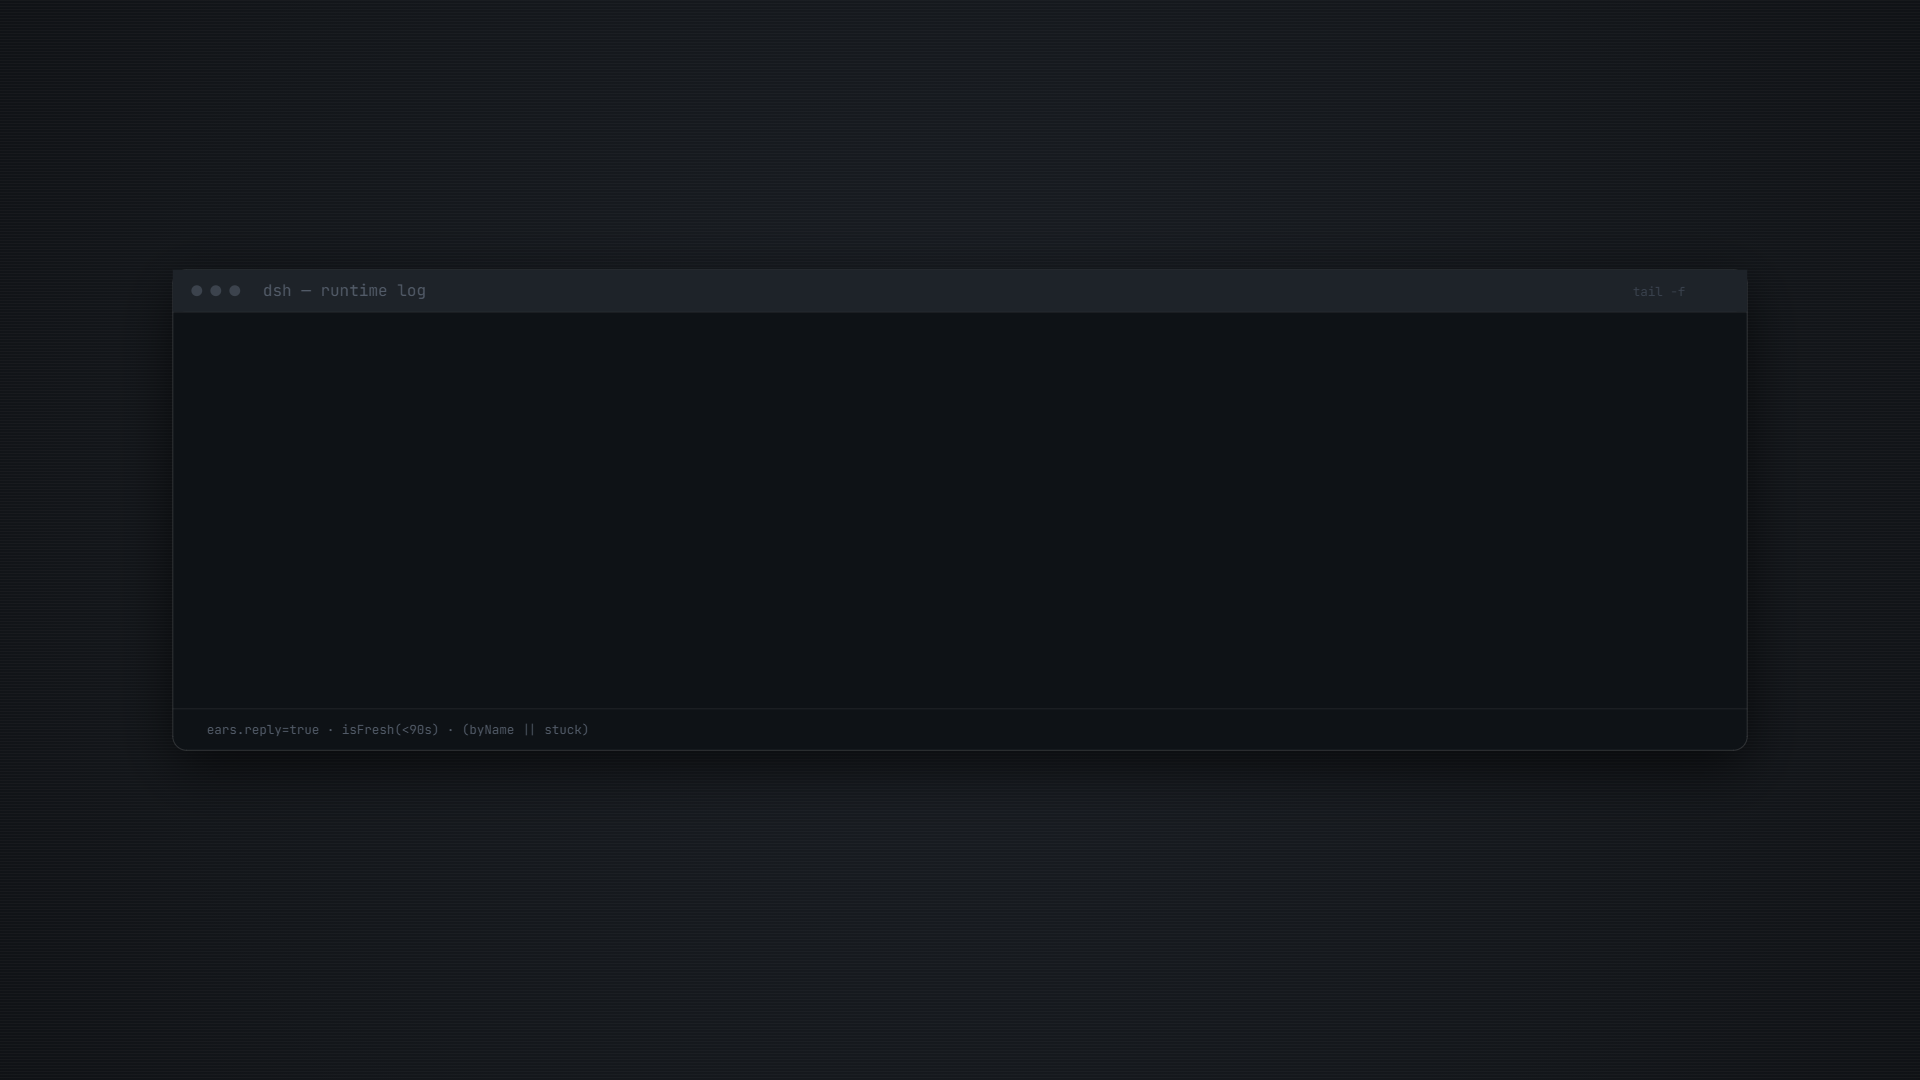 dsh — runtime log
tail -f
ears.reply=true · isFresh(<90s) · (byName || stuck)